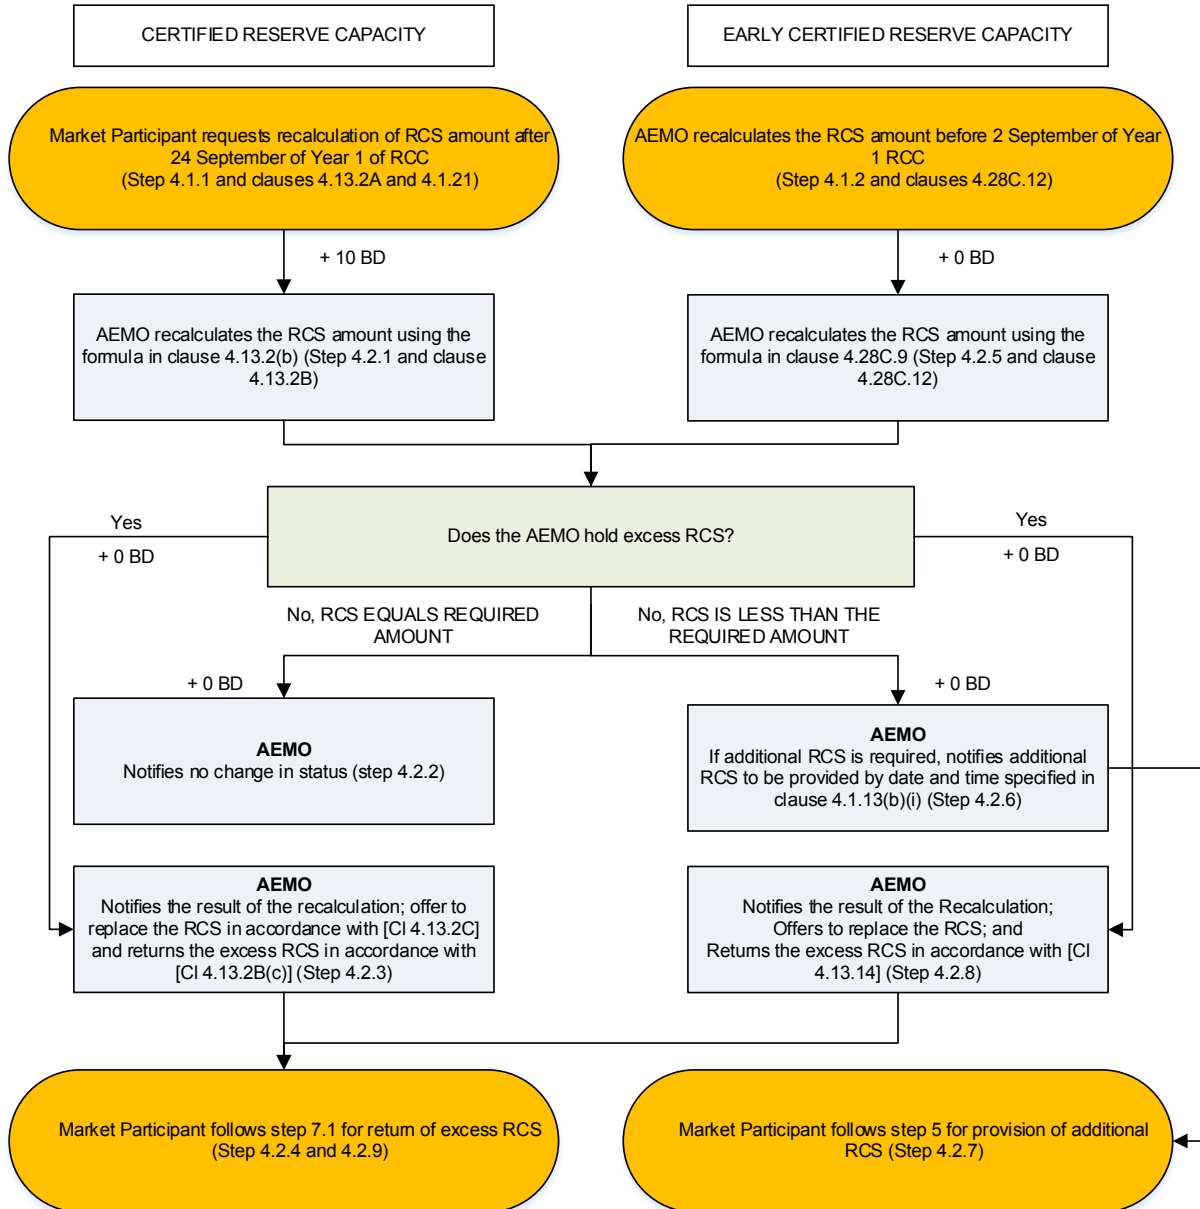 CERTIFIED RESERVE CAPACITY
EARLY CERTIFIED RESERVE CAPACITY
Market Participant requests recalculation of RCS amount after
24 September of Year 1 of RCC
(Step 4.1.1 and clauses 4.13.2A and 4.1.21)
AEMO recalculates the RCS amount before 2 September of Year
1 RCC
(Step 4.1.2 and clauses 4.28C.12)
+ 10 BD
+ 0 BD
AEMO recalculates the RCS amount using the
formula in clause 4.13.2(b) (Step 4.2.1 and clause
4.13.2B)
AEMO recalculates the RCS amount using the
formula in clause 4.28C.9 (Step 4.2.5 and clause
4.28C.12)
Does the AEMO hold excess RCS?
Yes
+ 0 BD
Yes
+ 0 BD
No, RCS EQUALS REQUIRED
AMOUNT
No, RCS IS LESS THAN THE
REQUIRED AMOUNT
+ 0 BD
+ 0 BD
AEMO
Notifies no change in status (step 4.2.2)
AEMO
If additional RCS is required, notifies additional
RCS to be provided by date and time specified in
clause 4.1.13(b)(i) (Step 4.2.6)
AEMO
Notifies the result of the recalculation; offer to
replace the RCS in accordance with [Cl 4.13.2C]
and returns the excess RCS in accordance with
[Cl 4.13.2B(c)] (Step 4.2.3)
AEMO
Notifies the result of the Recalculation;
Offers to replace the RCS; and
Returns the excess RCS in accordance with [Cl
4.13.14] (Step 4.2.8)
Market Participant follows step 7.1 for return of excess RCS
(Step 4.2.4 and 4.2.9)
Market Participant follows step 5 for provision of additional
RCS (Step 4.2.7)